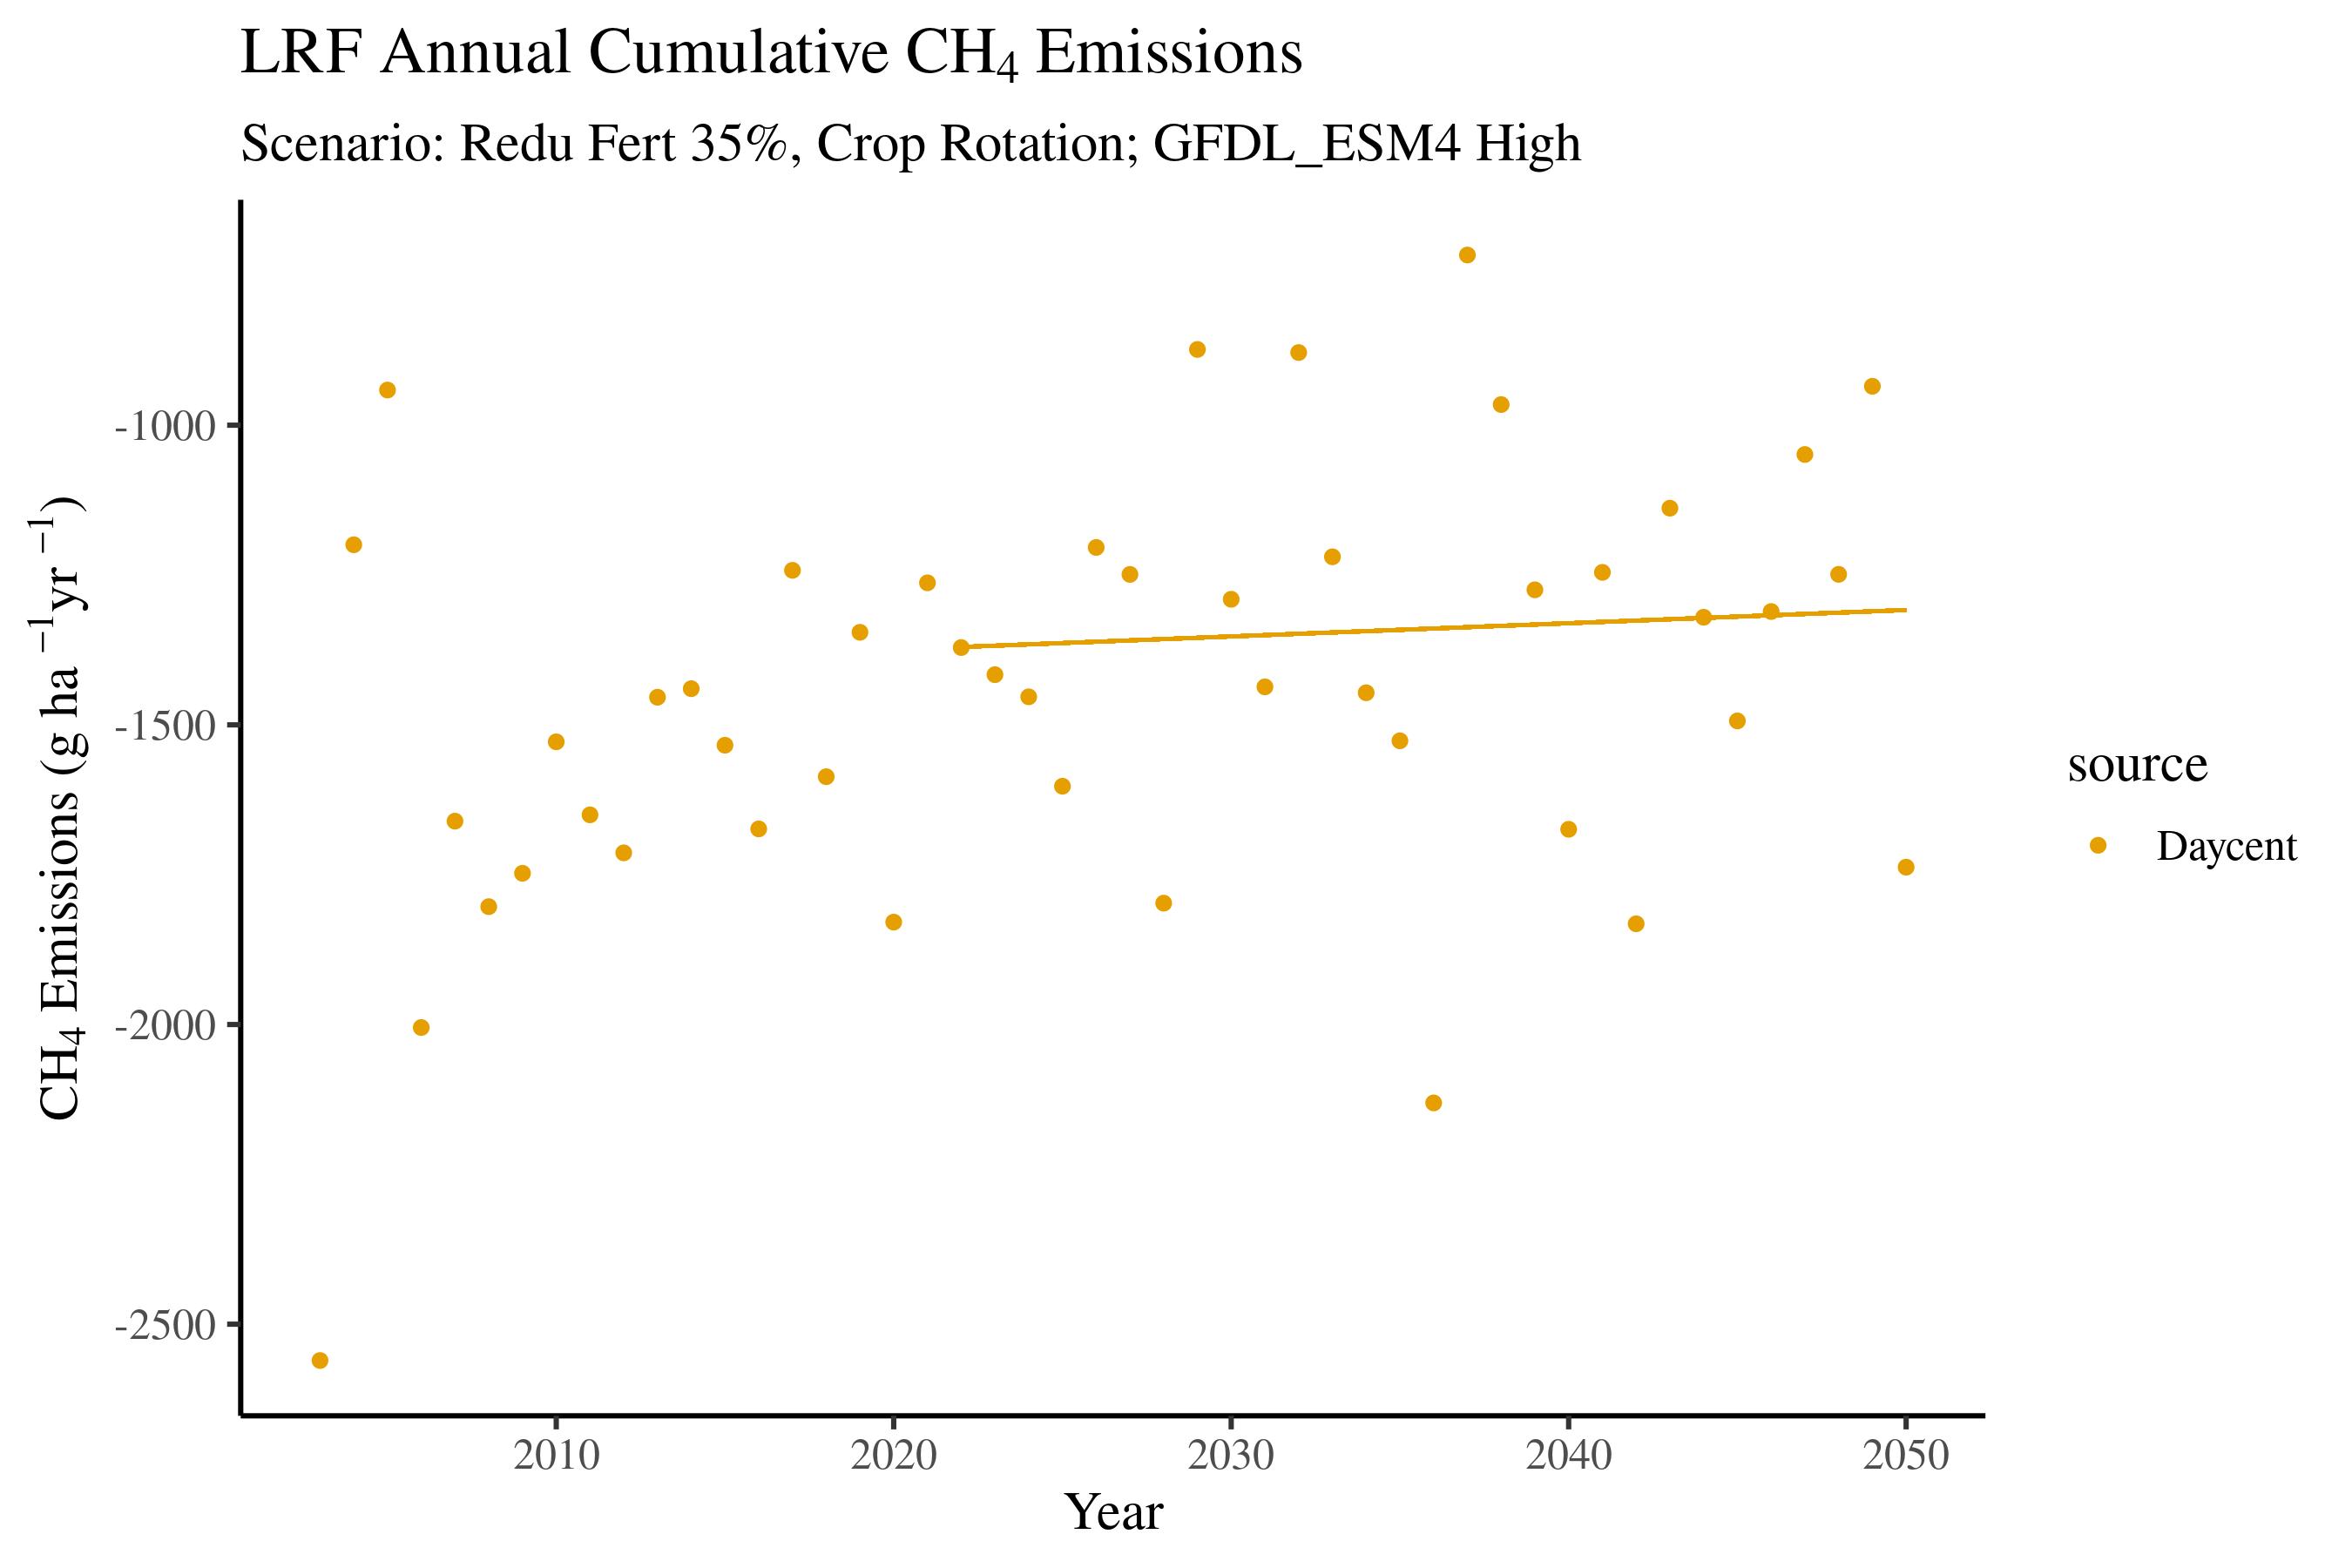 LRF Annual Cumulative CH₄ Emissions
Scenario: Redu Fert 35%, Crop Rotation; GFDL_ESM4 High
CH₄ Emissions (g ha⁻¹yr⁻¹)
-1000
-1500
-2000
-2500
2010 2020 2030 2040 2050
Year
source
Daycent